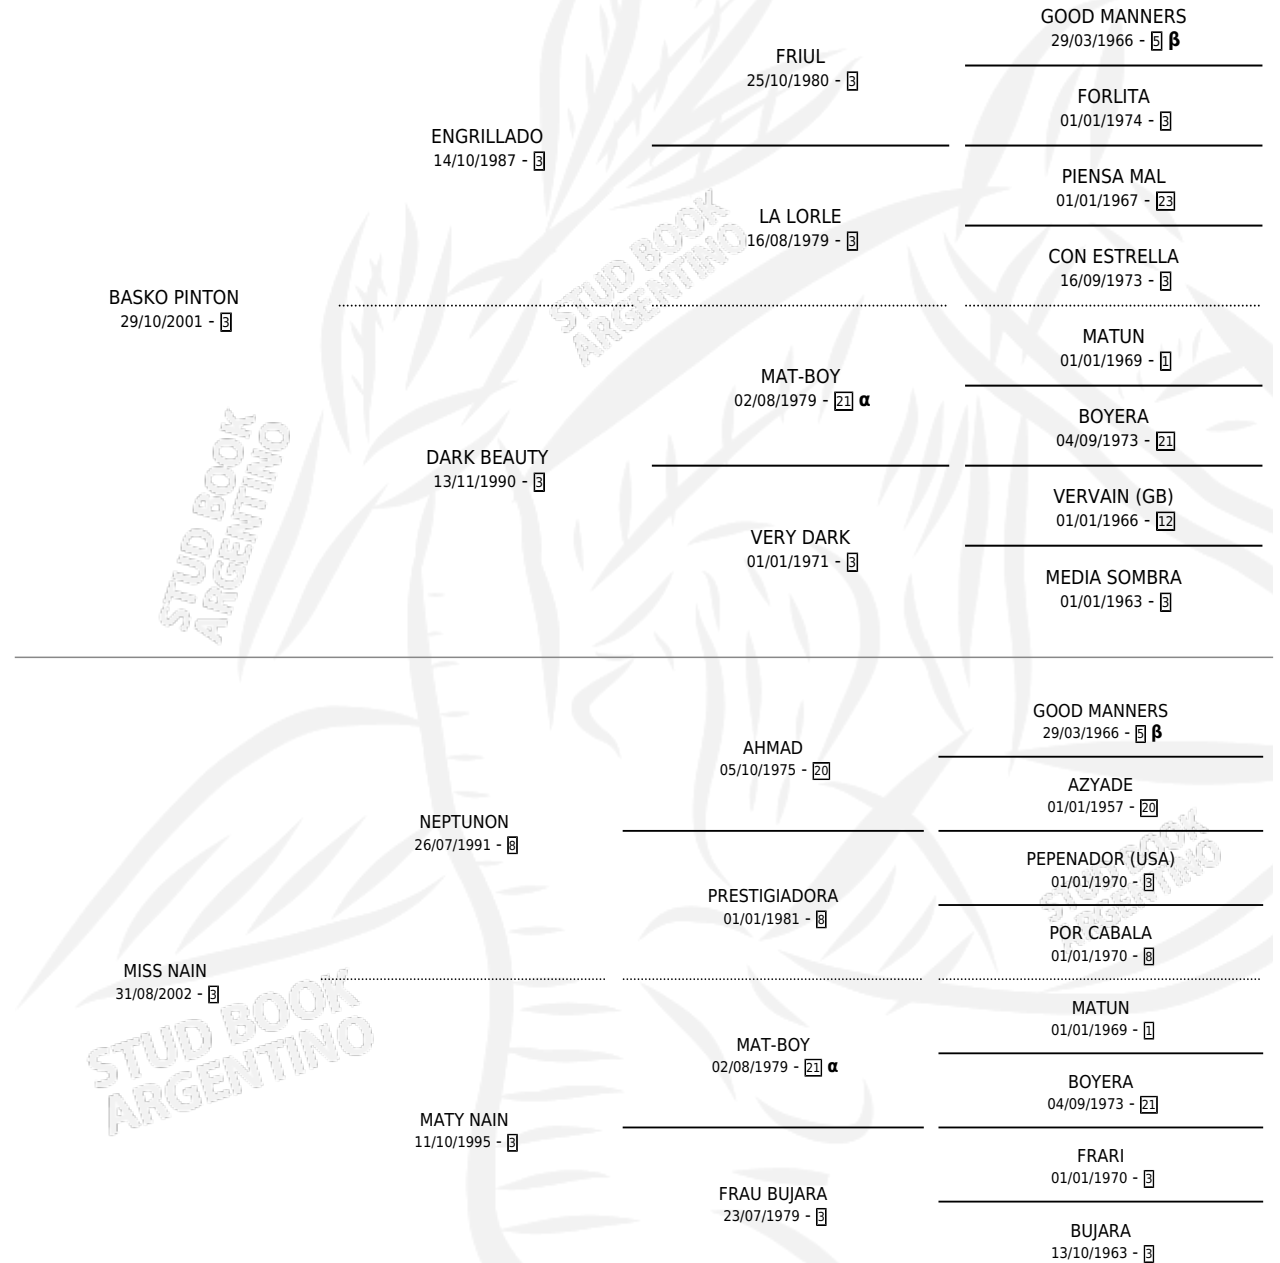 GOOD MANNERS
29/03/1966 - 5 β
FRIUL
25/10/1980 - 3
FORLITA
01/01/1974 - 3
ENGRILLADO
14/10/1987 - 3
PIENSA MAL
01/01/1967 - 23
LA LORLE
16/08/1979 - 3
CON ESTRELLA
16/09/1973 - 3
BASKO PINTON
29/10/2001 - 3
MATUN
01/01/1969 - 1
MAT-BOY
02/08/1979 - 21 α
BOYERA
04/09/1973 - 21
DARK BEAUTY
13/11/1990 - 3
VERVAIN (GB)
01/01/1966 - 12
VERY DARK
01/01/1971 - 3
MEDIA SOMBRA
01/01/1963 - 3
STUD BOOK
ARGENTINO
STUD BOOK
ARGENTINO
GOOD MANNERS
29/03/1966 - 5 β
AHMAD
05/10/1975 - 20
AZYADE
01/01/1957 - 20
NEPTUNON
26/07/1991 - 8
PEPENADOR (USA)
01/01/1970 - 3
PRESTIGIADORA
01/01/1981 - 8
POR CABALA
01/01/1970 - 8
MISS NAIN
31/08/2002 - 3
MATUN
01/01/1969 - 1
MAT-BOY
02/08/1979 - 21 α
BOYERA
04/09/1973 - 21
MATY NAIN
11/10/1995 - 3
FRARI
01/01/1970 - 3
FRAU BUJARA
23/07/1979 - 3
BUJARA
13/10/1963 - 3
STUD BOOK
ARGENTINO
STUD BOOK
ARGENTINO